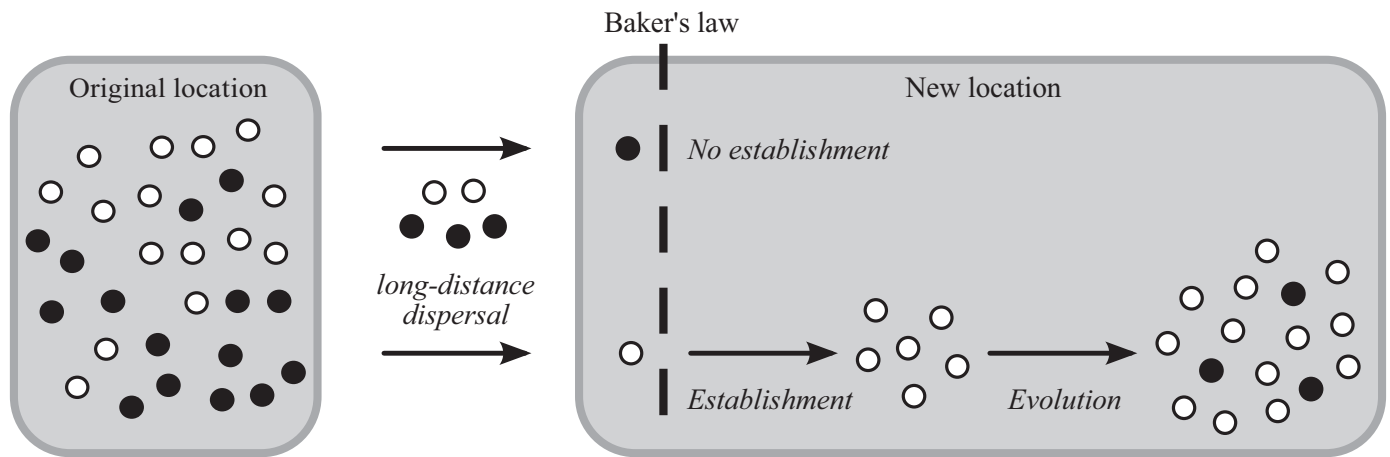 Baker's law
Original location
New location
No establishment
long-distance
dispersal
Establishment
Evolution